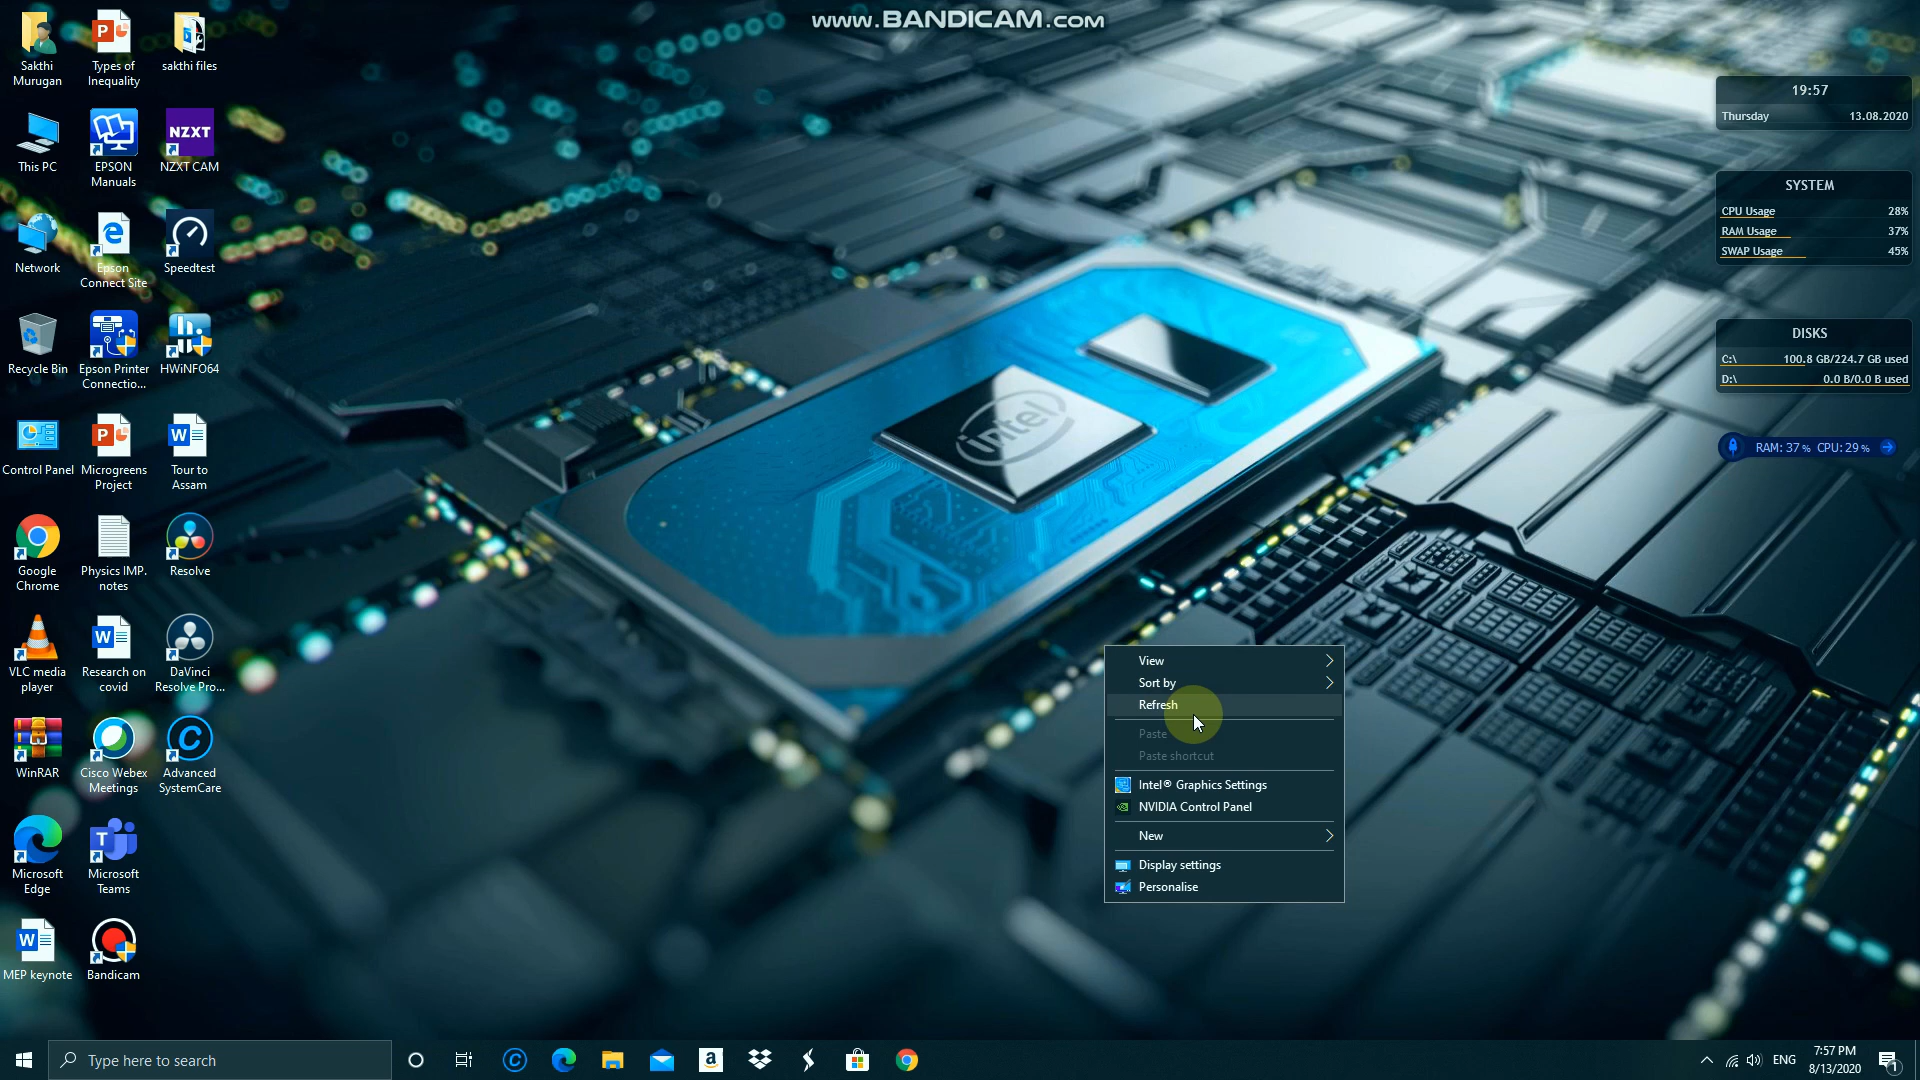 www.BANDICAM.com
Sakthi
Murugan
Types of
Inequality
sakthi files
This PC
EPSON
Manuals
NZXT
NZXT CAM
Network
Epson
Connect Site
Speedtest
Recycle Bin
Epson Printer
Connectio...
HWiNFO64
Control Panel
Microgreens
Project
Tour to
Assam
Google
Chrome
Physics IMP.
notes
Resolve
VLC media
player
Research on
covid
DaVinci
Resolve Pro...
WinRAR
Cisco Webex
Meetings
Advanced
SystemCare
Microsoft
Edge
Microsoft
Teams
MEP keynote
Bandicam
intel
19:57
Thursday 13.08.2020
SYSTEM
CPU Usage 28%
RAM Usage 37%
SWAP Usage 45%
DISKS
C:\ 100.8 GB/224.7 GB used
D:\ 0.0 B/0.0 B used
RAM: 37% CPU: 29%
View
Sort by
Refresh
Paste
Paste shortcut
Intel® Graphics Settings
NVIDIA Control Panel
New
Display settings
Personalise
Type here to search
ENG
7:57 PM
8/13/2020
1